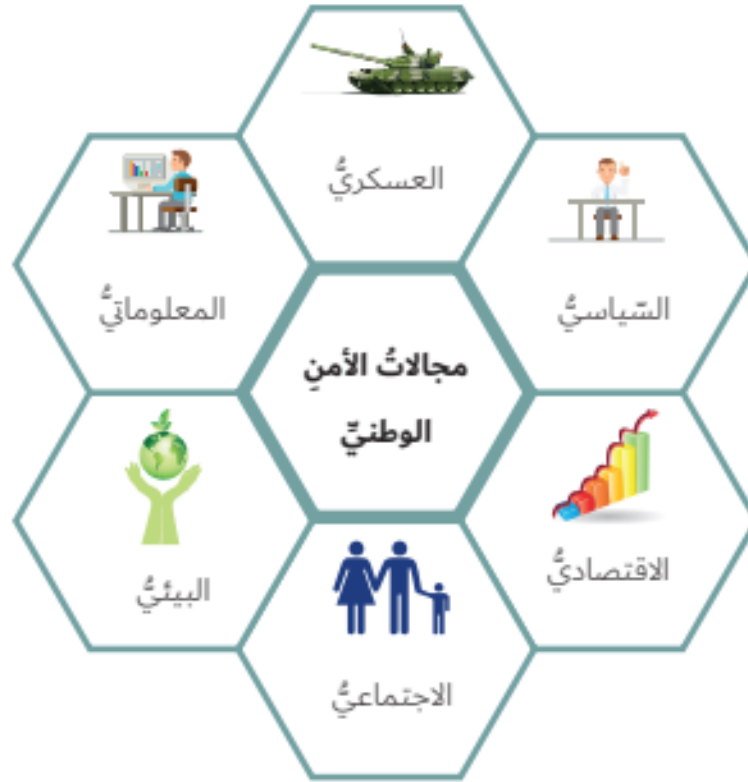 العسكريُّ
السّياسيُّ
المعلوماتيُّ
مجالاتُ الأمنِ
الوطنيِّ
الاقتصاديُّ
البيئيُّ
الاجتماعيُّ